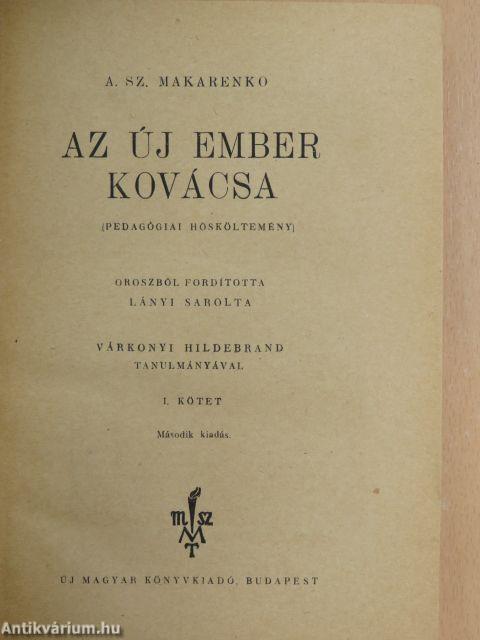 A. SZ. MAKARENKO
AZ ÚJ EMBER
KOVÁCSA
(PEDAGÓGIAI HŐSKÖLTEMÉNY)
OROSZBÓL FORDÍTOTTA
LÁNYI SAROLTA
VÁRKONYI HILDEBRAND
TANULMÁNYÁVAL
I. KÖTET
Második kiadás.
m sz
M
T
ÚJ MAGYAR KÖNYVKIADÓ, BUDAPEST
Antikvárium.hu